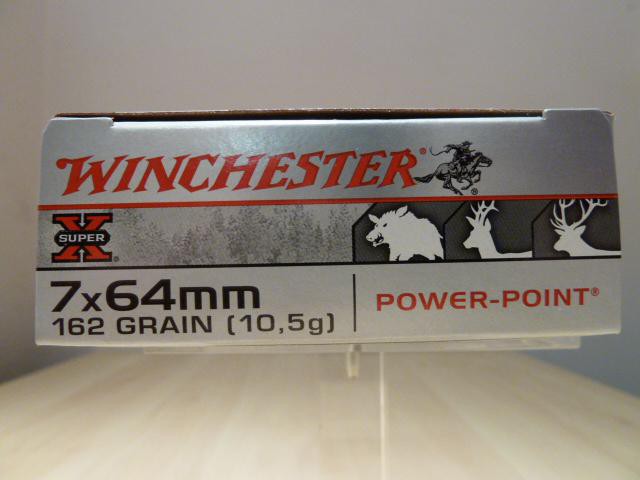 WINCHESTER®
®
X
SUPER
®
7x64mm
162 GRAIN (10,5g)
POWER-POINT®